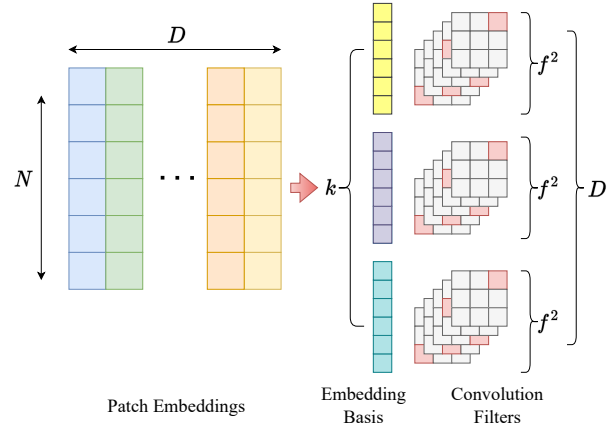 D
N
...
k
f²
f²
f²
D
Patch Embeddings
Embedding
Basis
Convolution
Filters